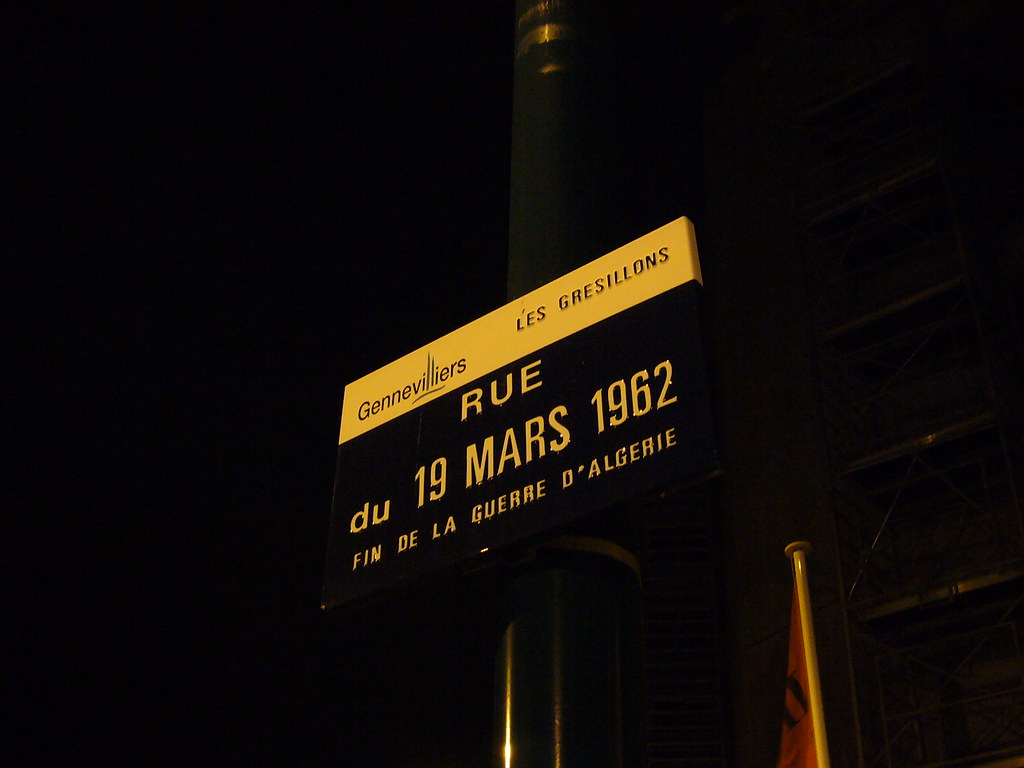 Gennevilliers LES GRESILLONS
RUE
du 19 MARS 1962
FIN DE LA GUERRE D'ALGERIE